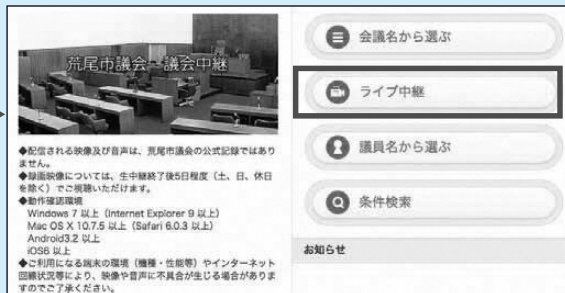 荒尾市議会 議会中継
◆配信される映像及び音声は、荒尾市議会の公式記録ではあり
ません。
◆録画映像については、生中継終了後5日程度（土、日、休日
を除く）でご視聴いただけます。
◆動作確認環境
Windows 7 以上（Internet Explorer 9 以上）
Mac OS X 10.7.5 以上（Safari 6.0.3 以上）
Android3.2 以上
iOS6 以上
◆ご利用になる端末の環境（機種・性能等）やインターネット
回線状況等により、映像や音声に不具合が生じる場合がありま
すのでご了承ください。
会議名から選ぶ
ライブ中継
議員名から選ぶ
条件検索
お知らせ